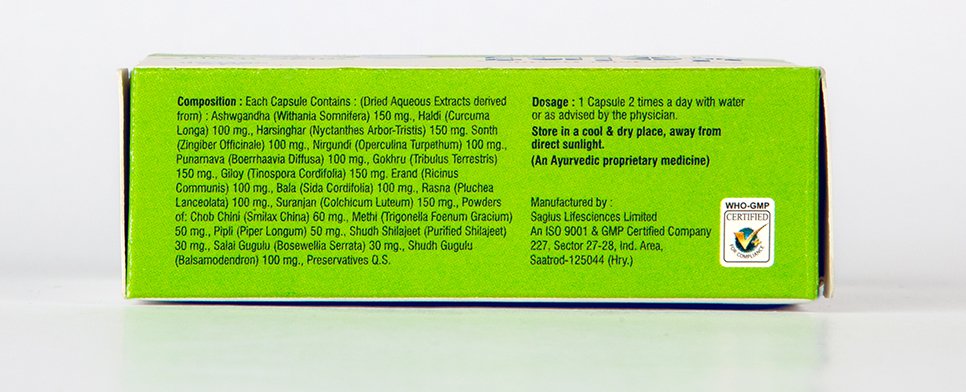 Composition : Each Capsule Contains : (Dried Aqueous Extracts derived
from) : Ashwgandha (Withania Somnifera) 150 mg., Haldi (Curcuma
Longa) 100 mg., Harsinghar (Nyctanthes Arbor-Tristis) 150 mg. Sonth
(Zingiber Officinale) 100 mg., Nirgundi (Operculina Turpethum) 100 mg.,
Punarnava (Boerrhaavia Diffusa) 100 mg., Gokhru (Tribulus Terrestris)
150 mg., Giloy (Tinospora Cordifolia) 150 mg. Erand (Ricinus
Communis) 100 mg., Bala (Sida Cordifolia) 100 mg., Rasna (Pluchea
Lanceolata) 100 mg., Suranjan (Colchicum Luteum) 150 mg., Powders
of: Chob Chini (Smilax China) 60 mg., Methi (Trigonella Foenum Gracium)
50 mg., Pipli (Piper Longum) 50 mg., Shudh Shilajeet (Purified Shilajeet)
30 mg., Salai Gugulu (Bosewellia Serrata) 30 mg., Shudh Gugulu
(Balsamodendron) 100 mg., Preservatives Q.S.
Dosage : 1 Capsule 2 times a day with water
or as advised by the physician.
Store in a cool & dry place, away from
direct sunlight.
(An Ayurvedic proprietary medicine)
Manufactured by :
Sagius Lifesciences Limited
An ISO 9001 & GMP Certified Company
227, Sector 27-28, Ind. Area,
Saatrod-125044 (Hry.)
WHO-GMP
CERTIFIED
FOR COMPLIANCE